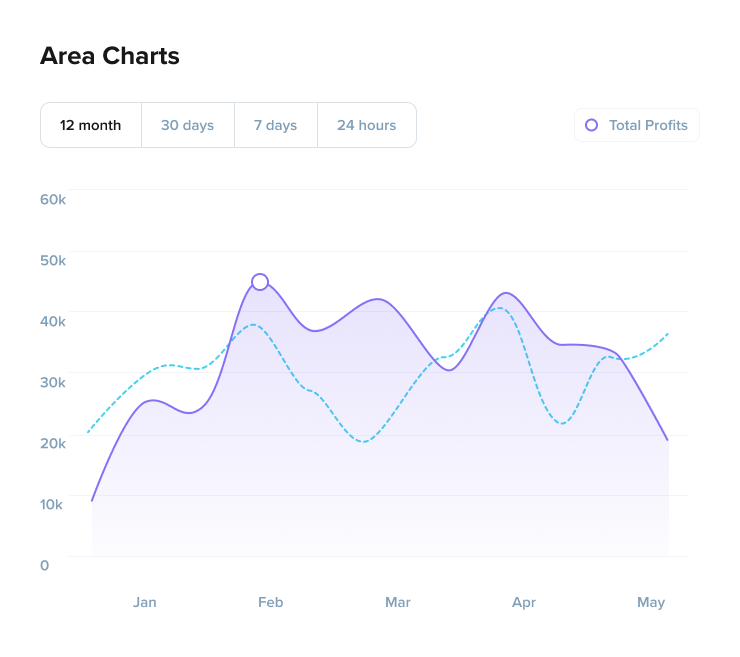 Area Charts
12 month 30 days 7 days 24 hours Total Profits
60k
50k
40k
30k
20k
10k
0
Jan Feb Mar Apr May